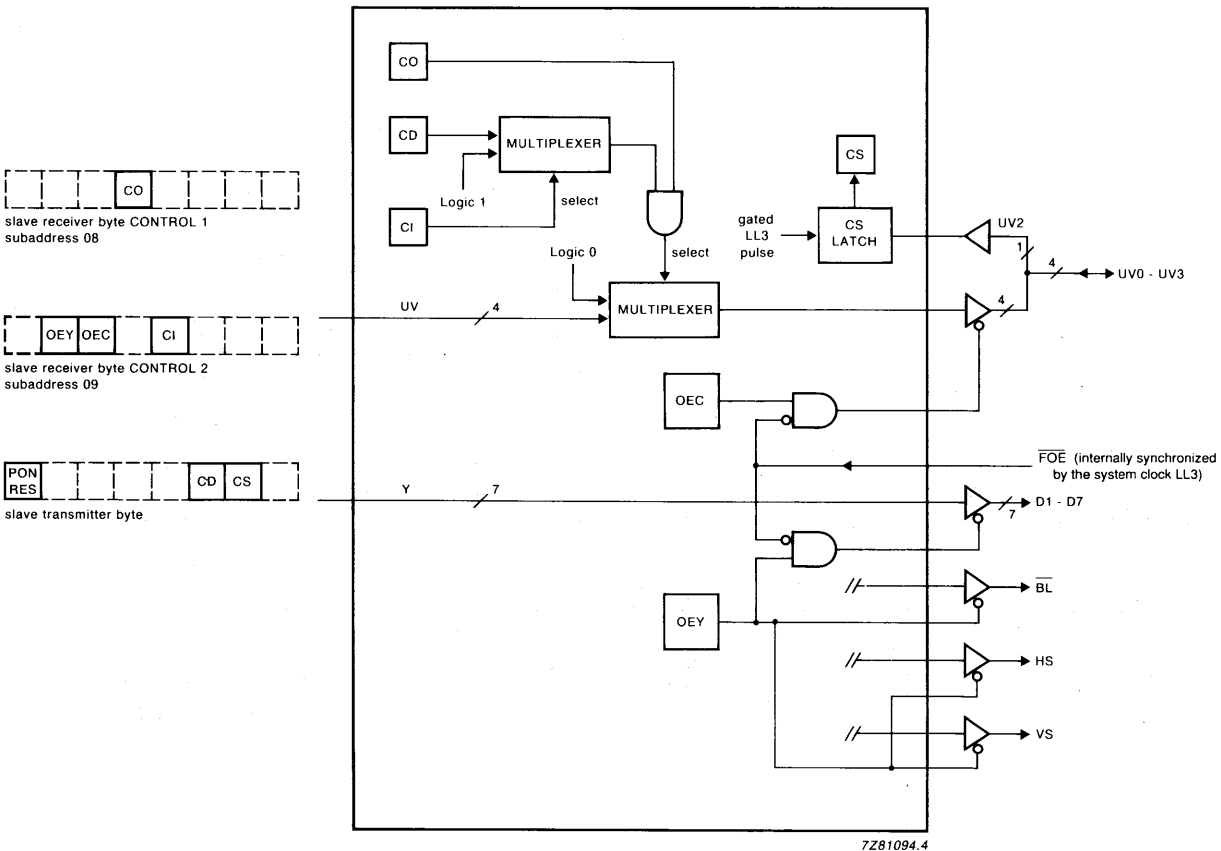 CO
slave receiver byte CONTROL 1
subaddress 08
OEY OEC CI
slave receiver byte CONTROL 2
subaddress 09
PON
RES
CD CS
slave transmitter byte
CO
CD
MULTIPLEXER
Logic 1
select
CI
CS
gated
LL3
pulse
CS
LATCH
UV2
1
4
UV0 - UV3
Logic 0
select
UV
4
MULTIPLEXER
4
OEC
FOE (internally synchronized
by the system clock LL3)
Y
7
7
D1 - D7
BL
OEY
HS
VS
7Z81094.4